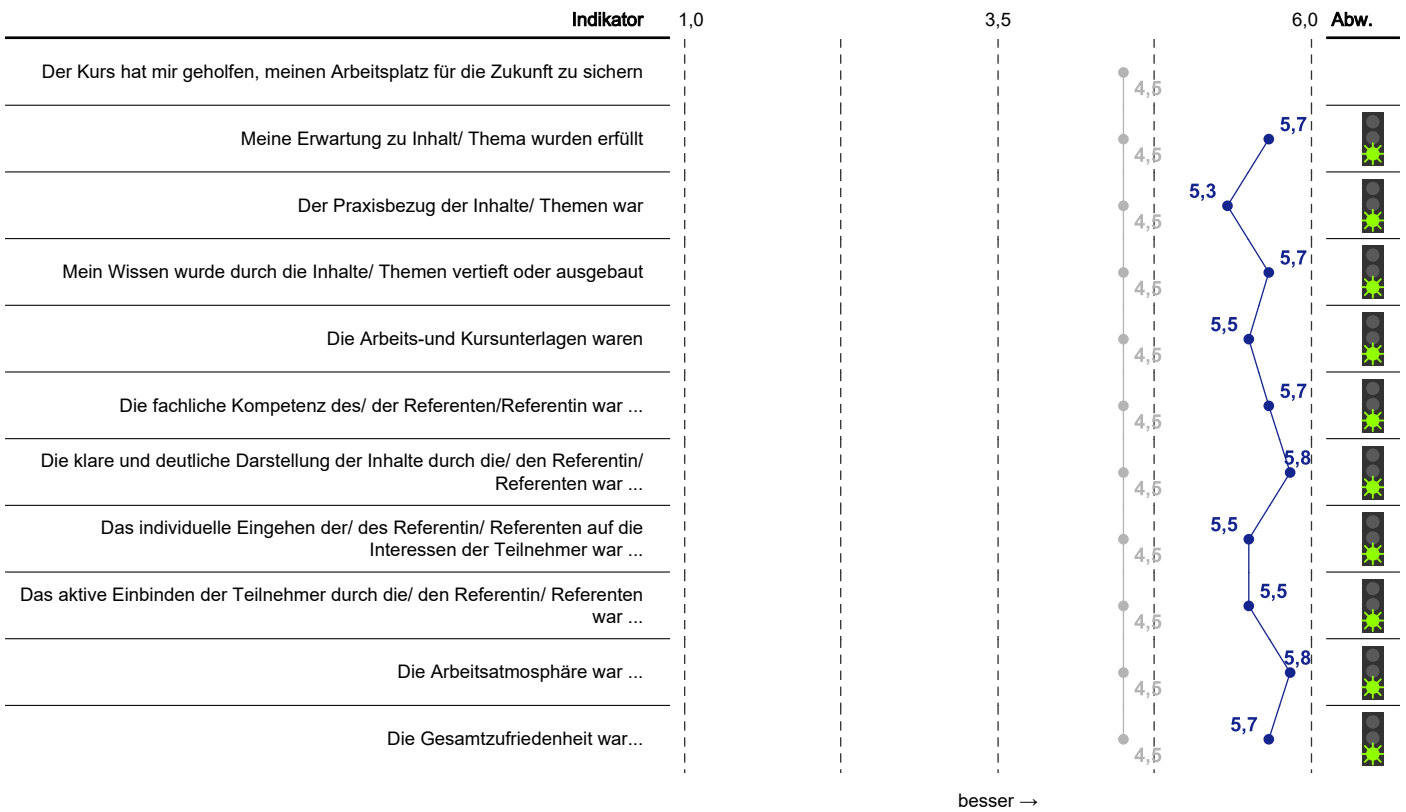 Indikator 1,0 3,5 6,0 Abw.
Der Kurs hat mir geholfen, meinen Arbeitsplatz für die Zukunft zu sichern
4,5
Meine Erwartung zu Inhalt/ Thema wurden erfüllt
5,7
4,5
Der Praxisbezug der Inhalte/ Themen war
5,3
4,5
Mein Wissen wurde durch die Inhalte/ Themen vertieft oder ausgebaut
5,7
4,5
Die Arbeits-und Kursunterlagen waren
5,5
4,5
Die fachliche Kompetenz des/ der Referenten/Referentin war ...
5,7
4,5
Die klare und deutliche Darstellung der Inhalte durch die/ den Referentin/
Referenten war ...
5,8
4,5
Das individuelle Eingehen der/ des Referentin/ Referenten auf die
Interessen der Teilnehmer war ...
5,5
4,5
Das aktive Einbinden der Teilnehmer durch die/ den Referentin/ Referenten
war ...
5,5
4,5
Die Arbeitsatmosphäre war ...
5,8
4,5
Die Gesamtzufriedenheit war...
5,7
4,5
besser →